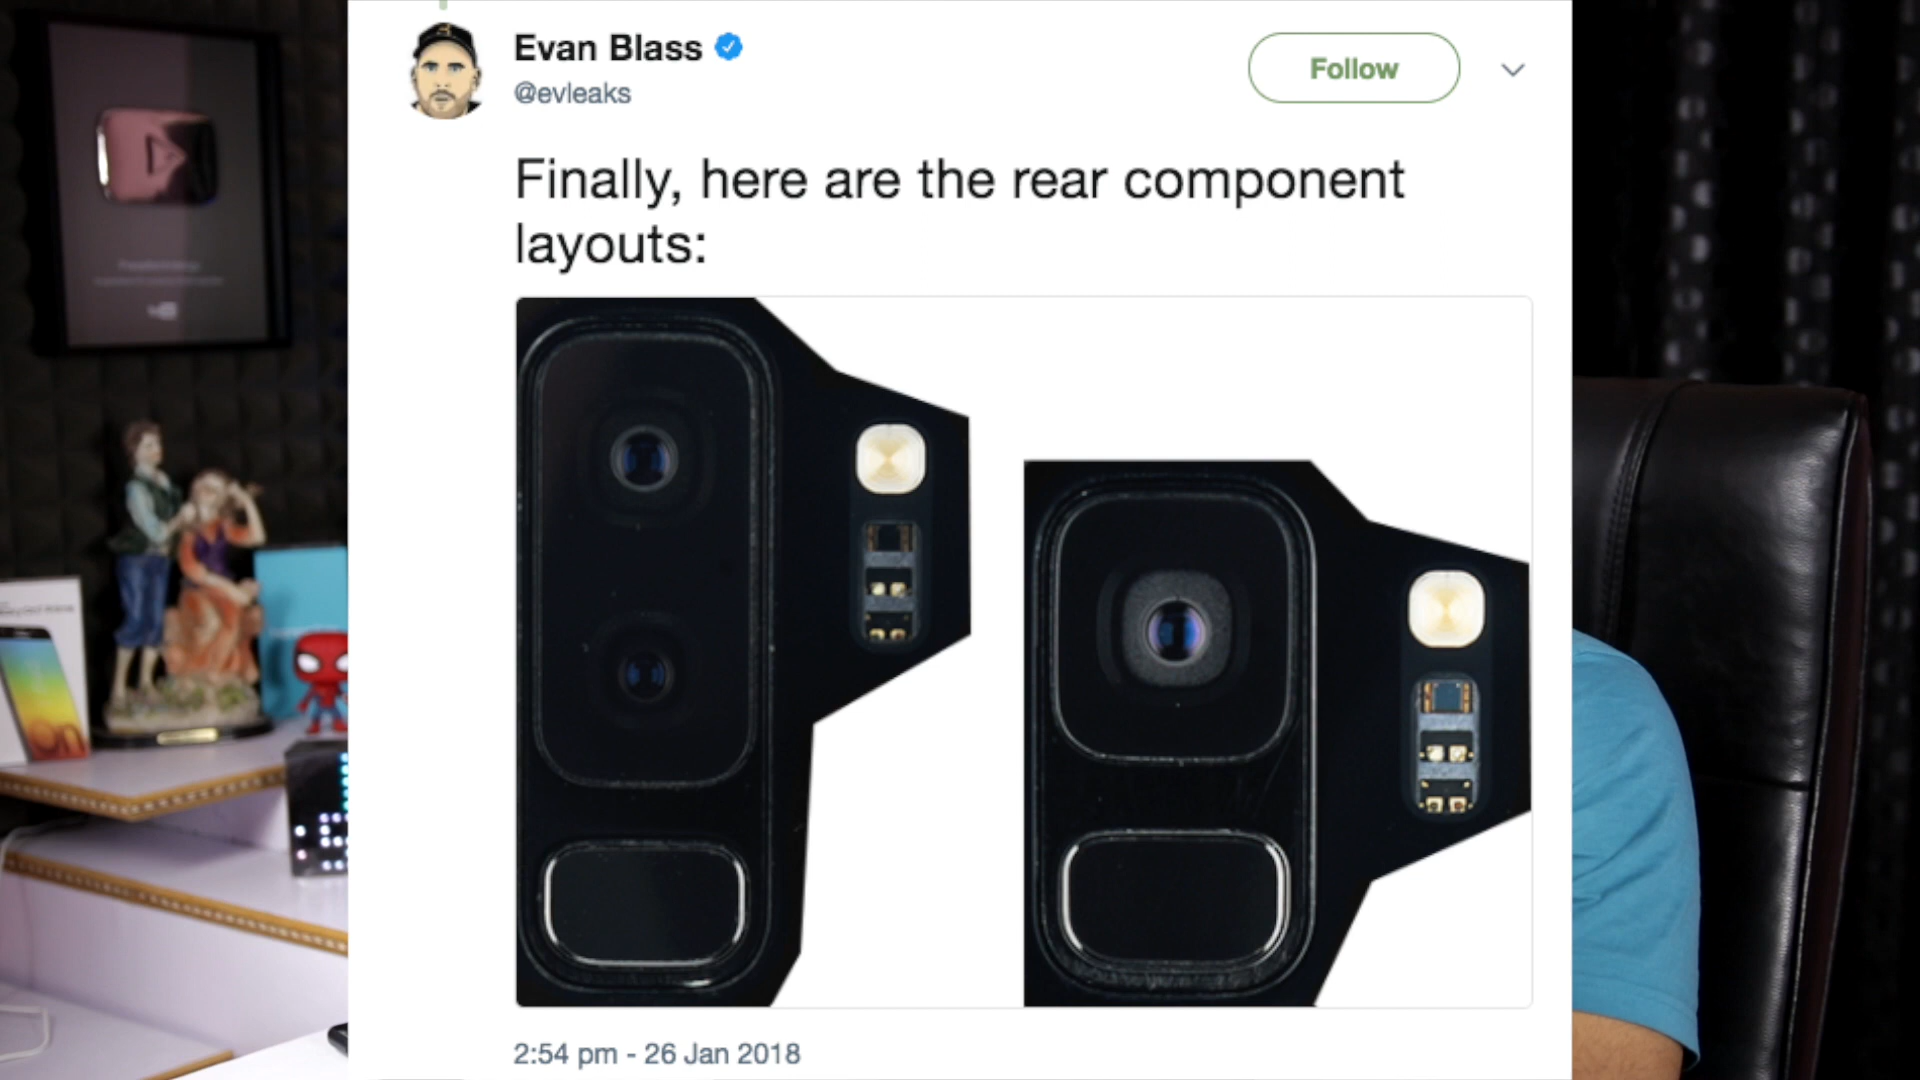 Evan Blass
@evleaks
Follow
Finally, here are the rear component
layouts:
2:54 pm - 26 Jan 2018